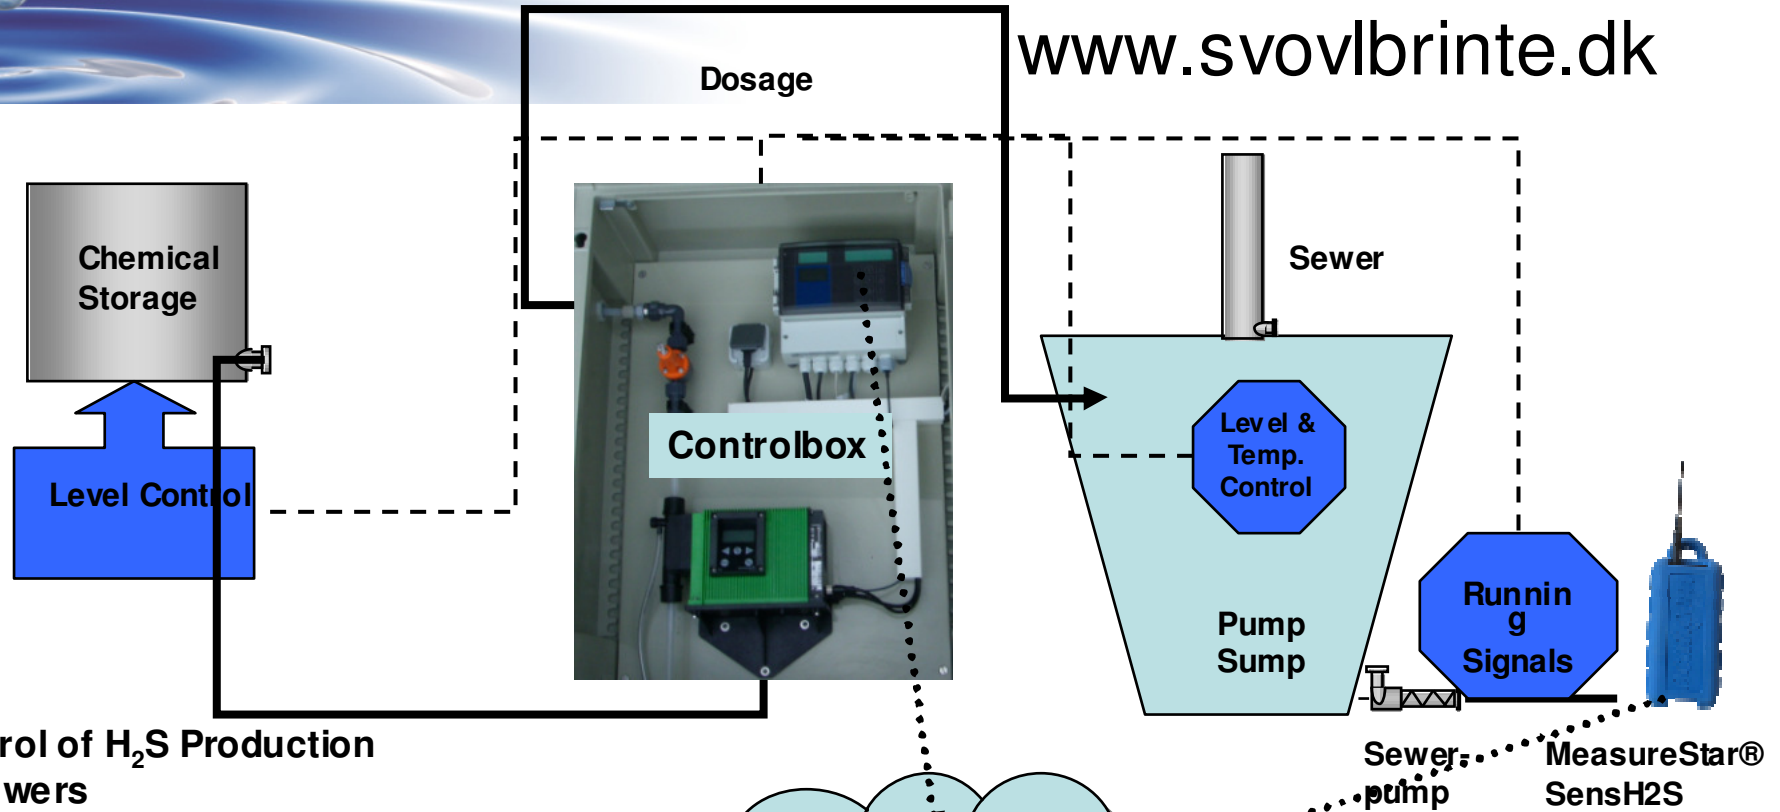 www.svovlbrinte.dk
Dosage
Chemical
Storage
Sewer
Level &
Temp.
Control
Controlbox
Level Control
Runnin
g
Signals
Pump
Sump
rol of H₂S Production
wers
Sewer-
pump
MeasureStar®
SensH2S